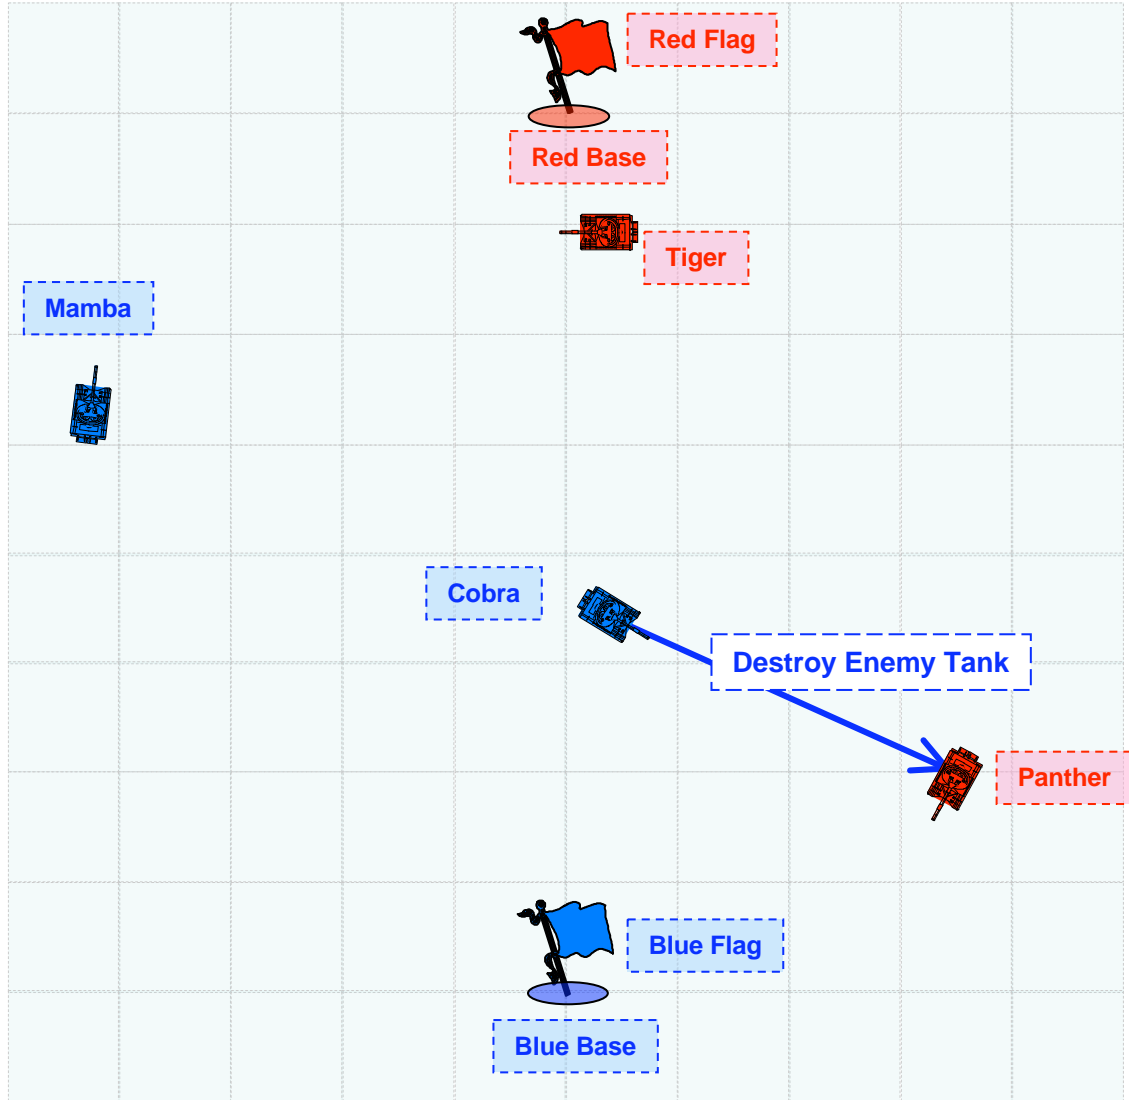 Red Flag
Red Base
Tiger
Mamba
Cobra
Destroy Enemy Tank
Panther
Blue Flag
Blue Base